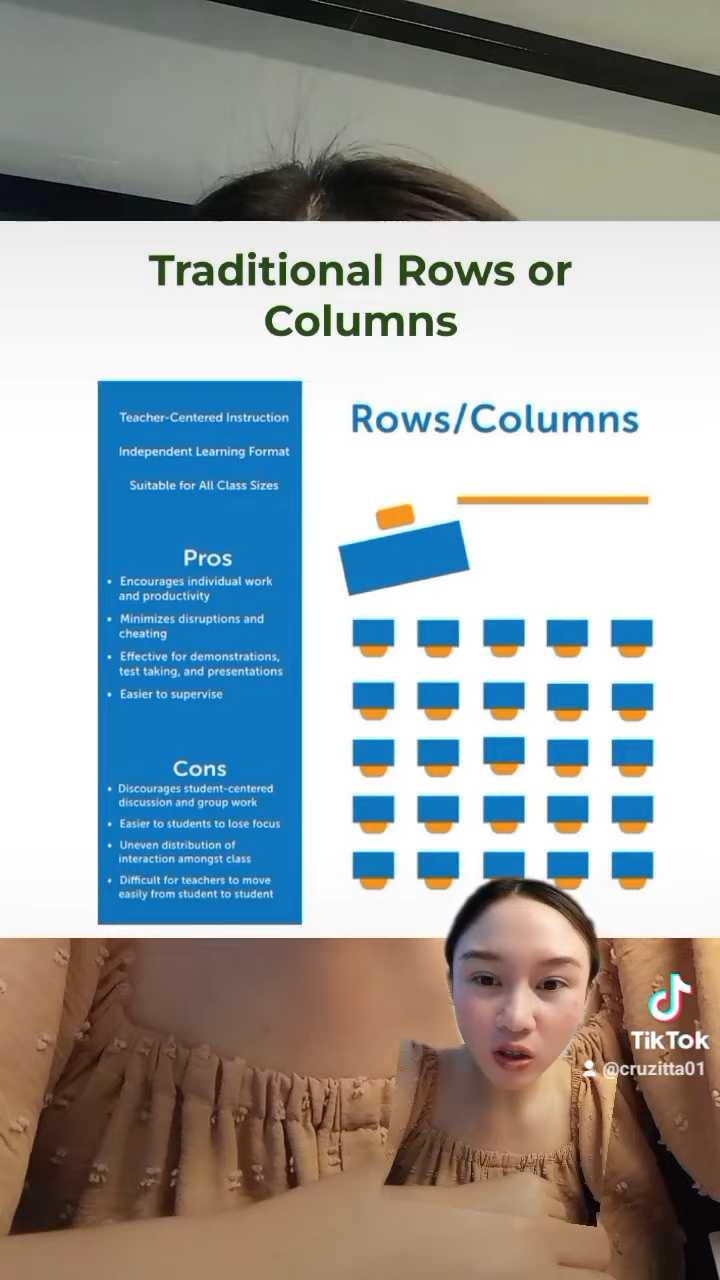 Traditional Rows or
Columns
Teacher-Centered Instruction
Independent Learning Format
Suitable for All Class Sizes
Pros
• Encourages individual work
and productivity
• Minimizes disruptions and
cheating
• Effective for demonstrations,
test taking, and presentations
• Easier to supervise
Cons
• Discourages student-centered
discussion and group work
• Easier to students to lose focus
• Uneven distribution of
interaction amongst class
• Difficult for teachers to move
easily from student to student
Rows/Columns
TikTok
@cruzitta01